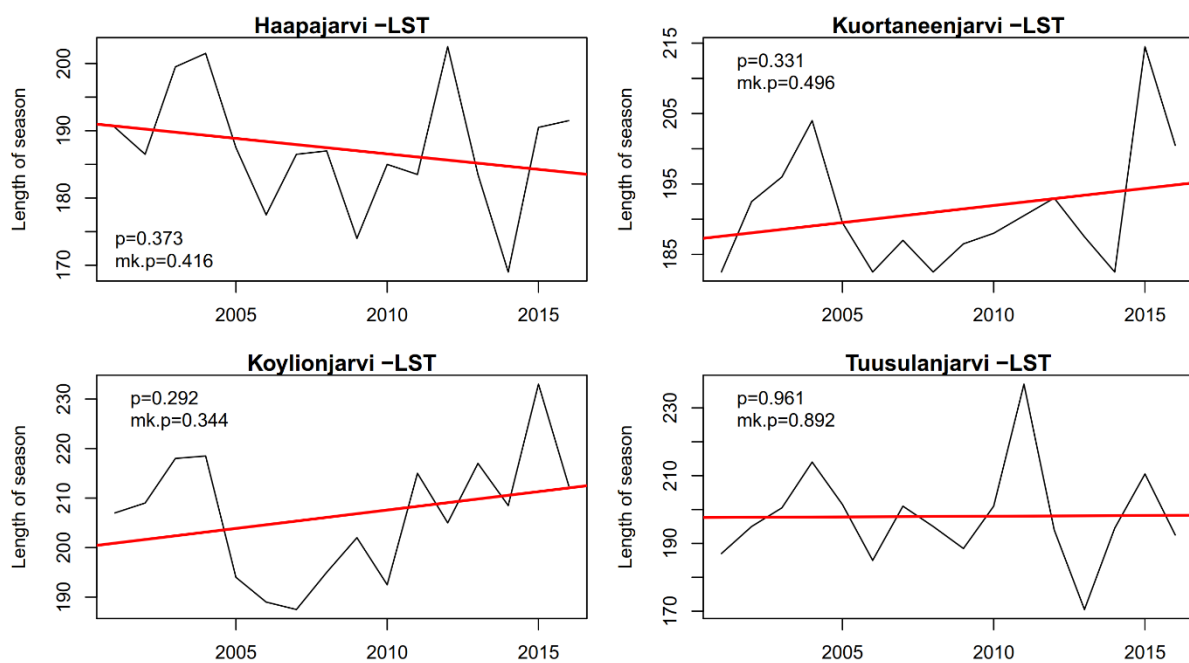 Haapajarvi −LST
Length of season
200
190
180
170
p=0.373
mk.p=0.416
2005 2010 2015
Kuortaneenjarvi −LST
Length of season
215
205
195
185
p=0.331
mk.p=0.496
2005 2010 2015
Koylionjarvi −LST
Length of season
230
220
210
200
190
p=0.292
mk.p=0.344
2005 2010 2015
Tuusulanjarvi −LST
Length of season
230
210
190
170
p=0.961
mk.p=0.892
2005 2010 2015